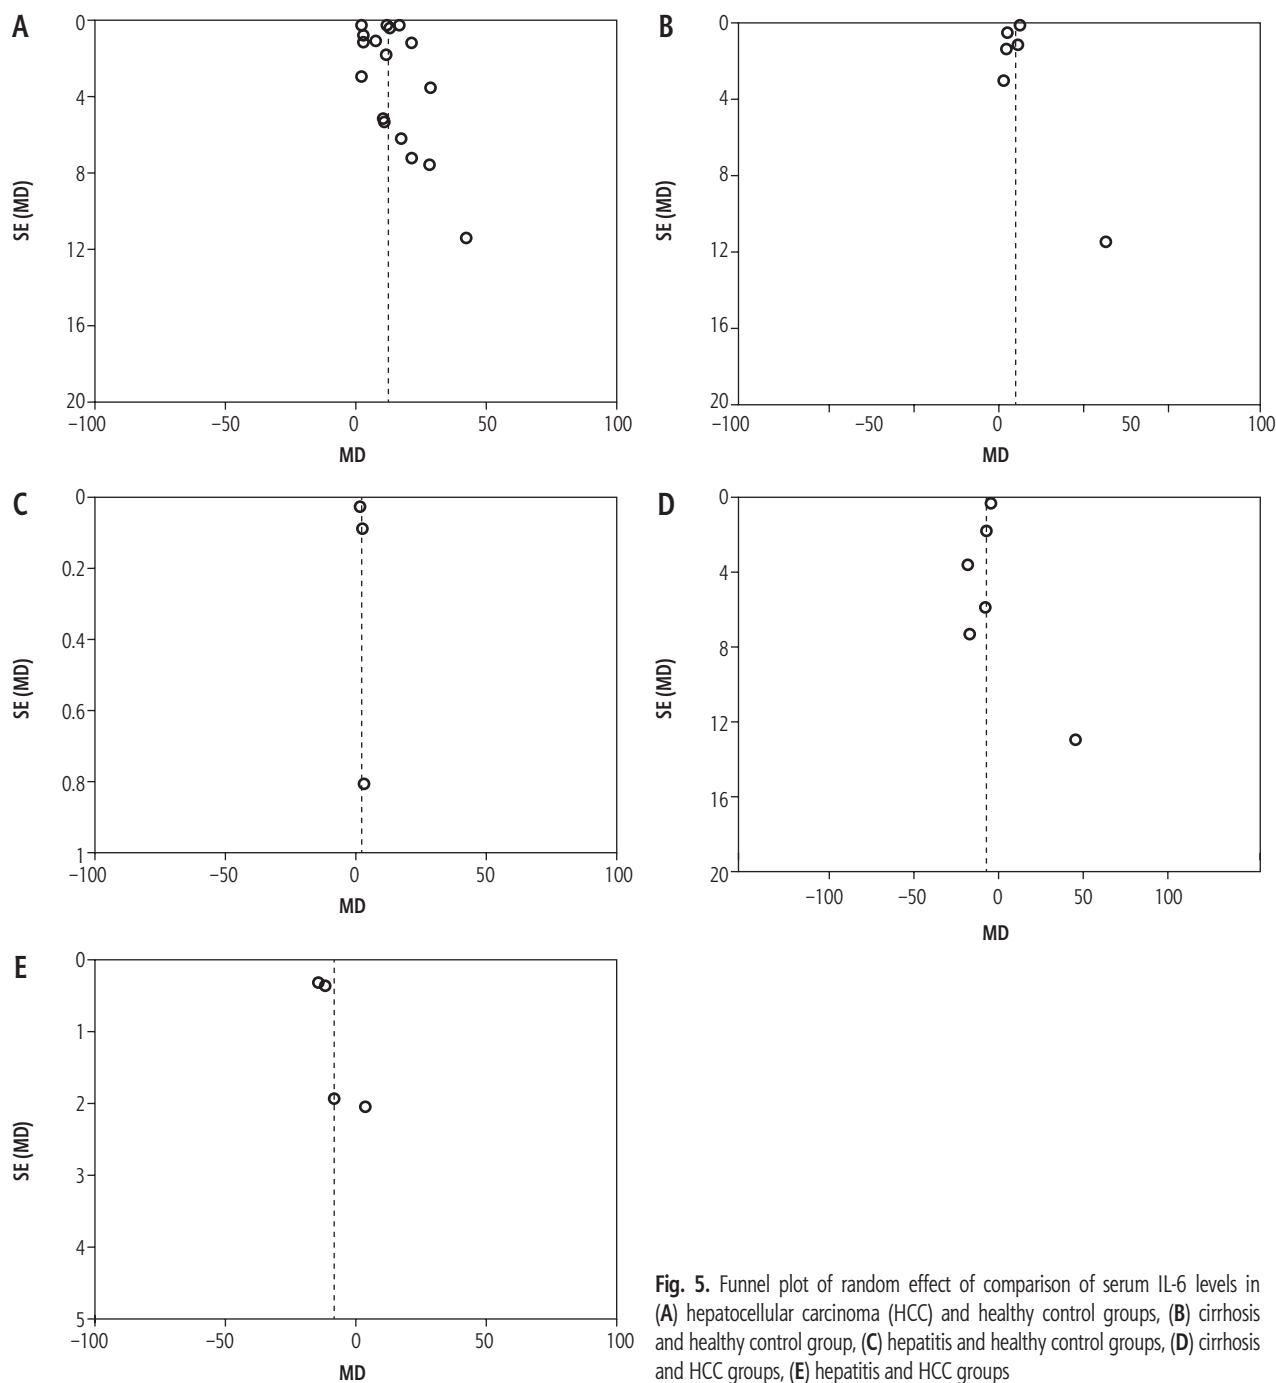 A
0
4
8
12
16
20
SE (MD)
−100
−50
0
50
100
MD
B
0
4
8
12
16
20
SE (MD)
−100
−50
0
50
100
MD
C
0
0.2
0.4
0.6
0.8
1
SE (MD)
−100
−50
0
50
100
MD
D
0
4
8
12
16
20
SE (MD)
−100
−50
0
50
100
MD
E
0
1
2
3
4
5
SE (MD)
−100
−50
0
50
100
MD
Fig. 5. Funnel plot of random effect of comparison of serum IL-6 levels in
(A) hepatocellular carcinoma (HCC) and healthy control groups, (B) cirrhosis
and healthy control group, (C) hepatitis and healthy control groups, (D) cirrhosis
and HCC groups, (E) hepatitis and HCC groups